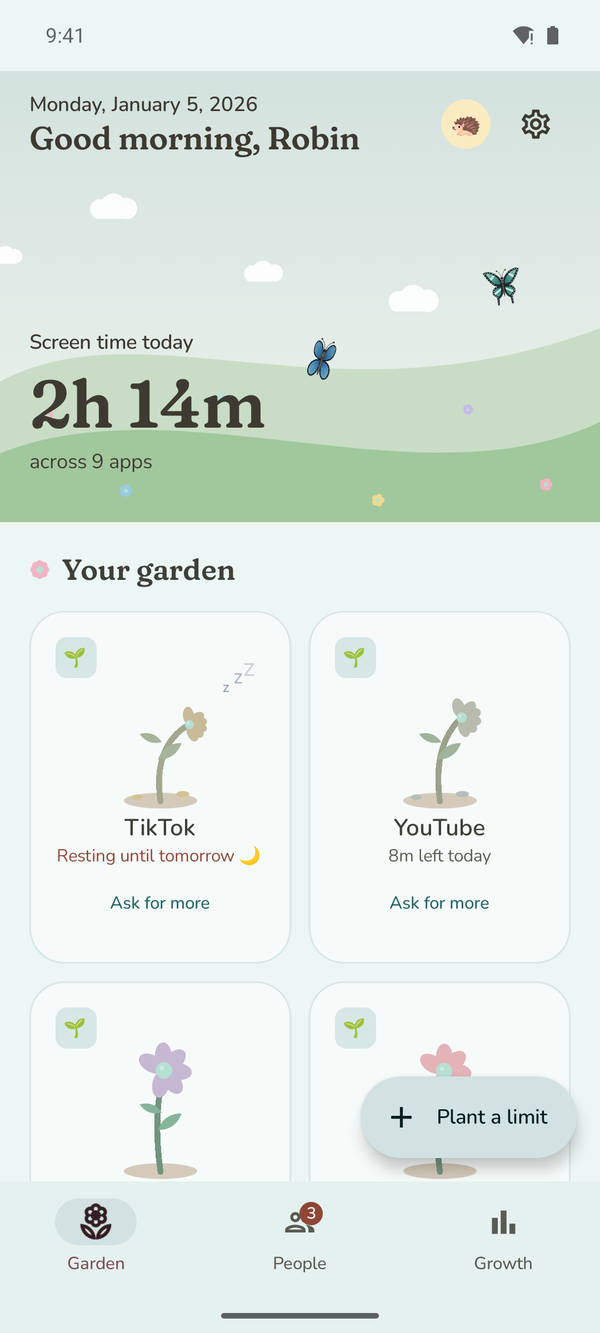 9:41
Monday, January 5, 2026
Good morning, Robin
Screen time today
2h 14m
across 9 apps
Your garden
z z Z
TikTok
Resting until tomorrow 🌙
Ask for more
YouTube
8m left today
Ask for more
Plant a limit
3
Garden
People
Growth